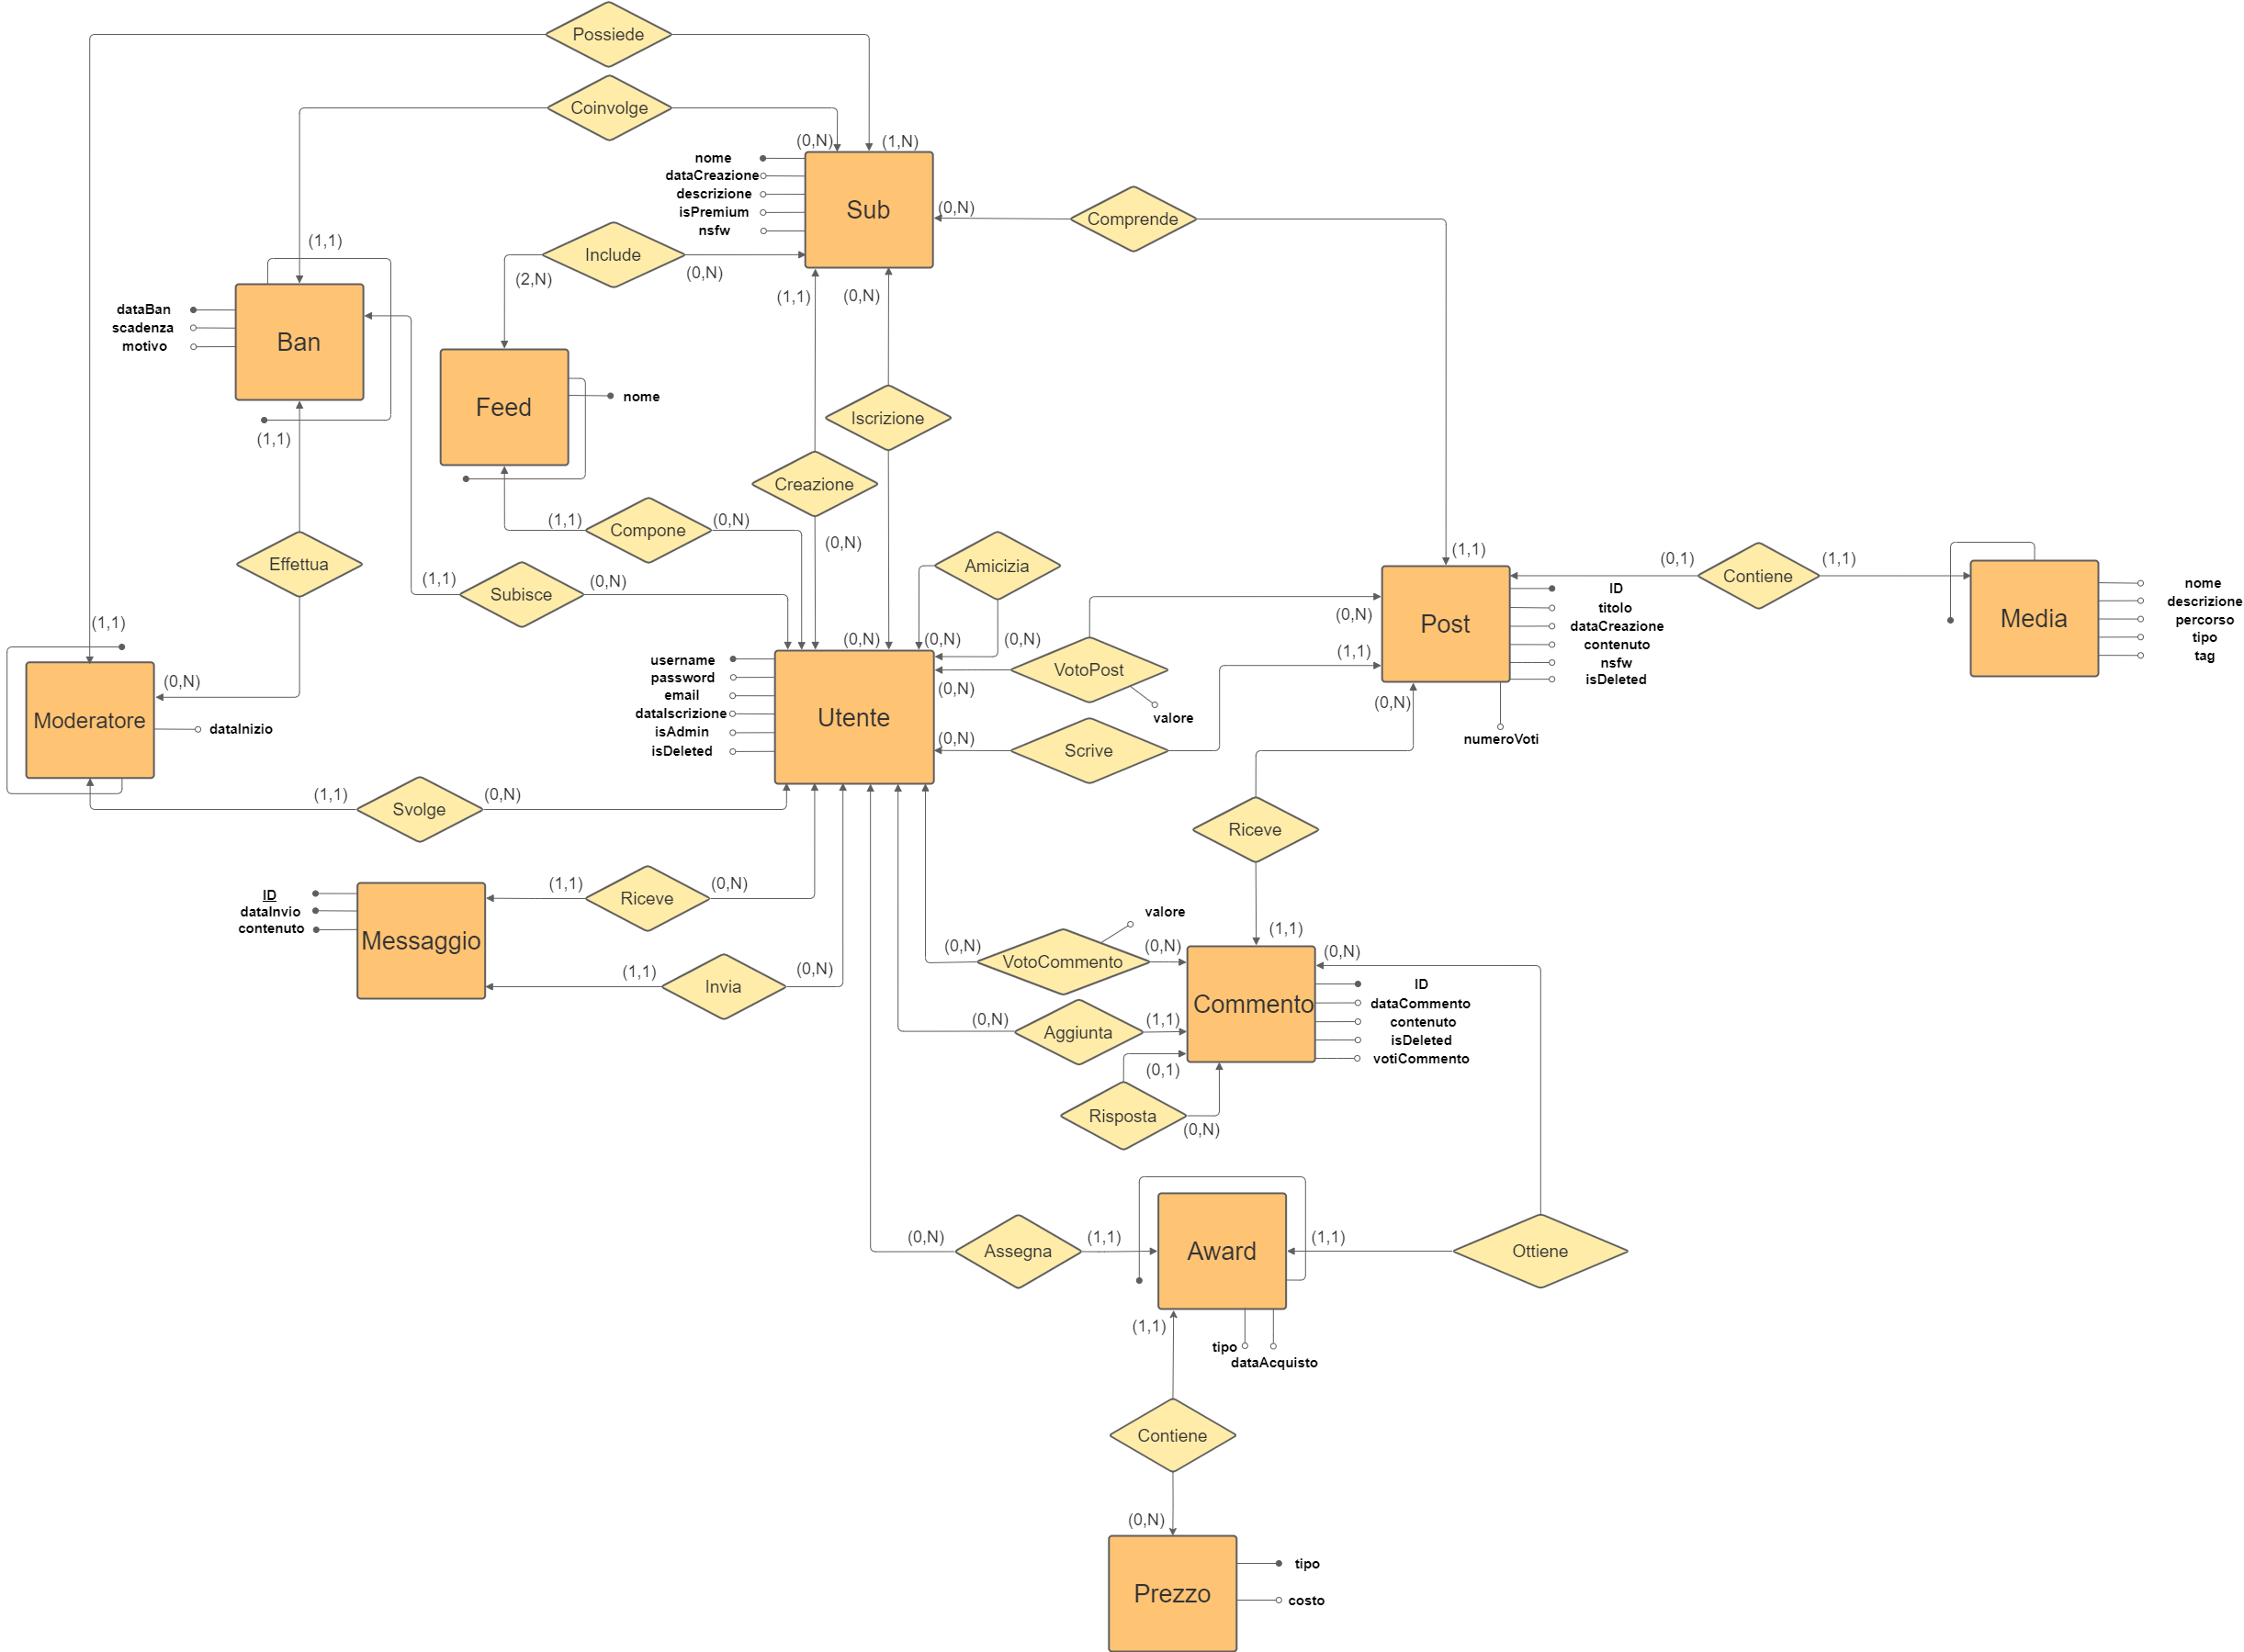 Possiede
Coinvolge
(0,N)
(1,N)
nome
dataCreazione
descrizione
isPremium
nsfw
Sub
(0,N)
Comprende
(1,1)
Include
(2,N)
(0,N)
(1,1)
(0,N)
dataBan
scadenza
motivo
Ban
Feed
nome
Iscrizione
(1,1)
Creazione
(1,1)
Compone
(0,N)
(0,N)
Effettua
(1,1)
Subisce
(0,N)
Amicizia
(1,1)
(0,1)
Contiene
(1,1)
(0,N)
(0,N)
(0,N)
(0,N)
Post
ID
titolo
dataCreazione
contenuto
nsfw
isDeleted
numeroVoti
Media
nome
descrizione
percorso
tipo
tag
(1,1)
(0,N)
Moderatore
dataInizio
username
password
email
dataIscrizione
isAdmin
isDeleted
Utente
(0,N)
VotoPost
valore
(1,1)
(0,N)
(0,N)
Scrive
(1,1)
Svolge
(0,N)
Riceve
ID
dataInvio
contenuto
Messaggio
(1,1)
Riceve
(0,N)
(1,1)
Invia
(0,N)
valore
(0,N)
VotoCommento
(0,N)
(1,1)
(0,N)
Commento
ID
dataCommento
contenuto
isDeleted
votiCommento
(0,N)
Aggiunta
(1,1)
(0,1)
Risposta
(0,N)
(0,N)
Assegna
(1,1)
Award
(1,1)
Ottiene
(1,1)
tipo
dataAcquisto
Contiene
(0,N)
Prezzo
tipo
costo